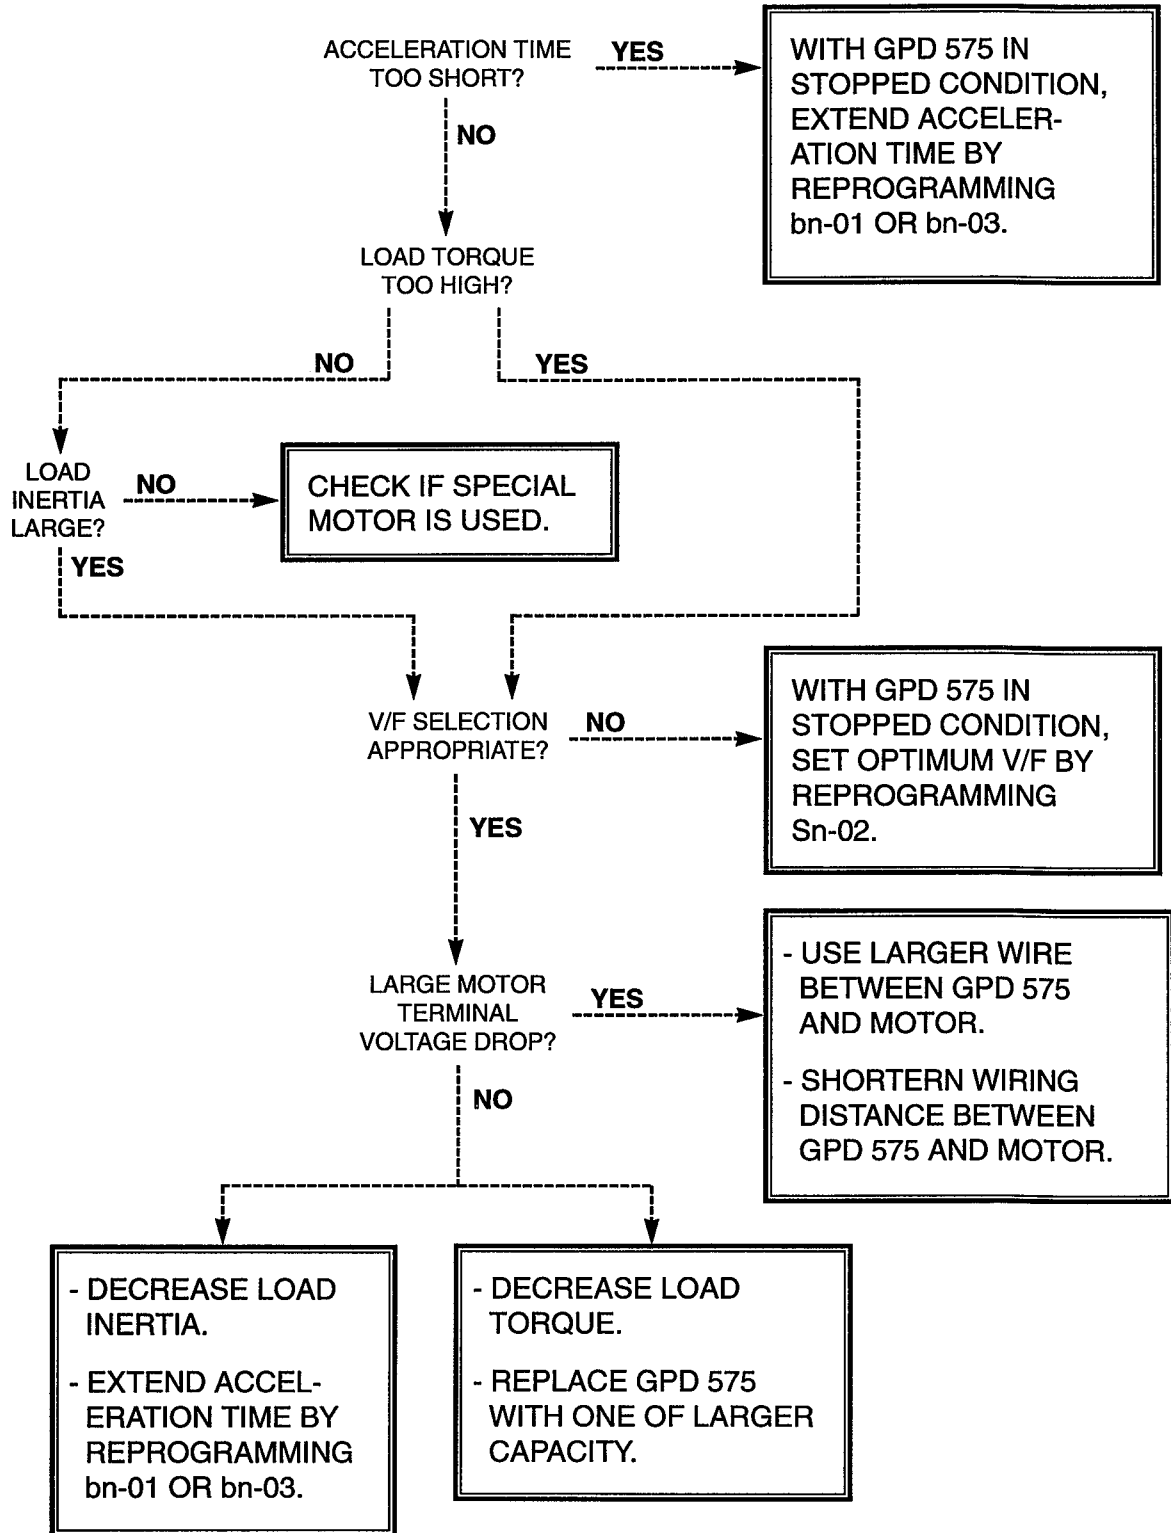 ACCELERATION TIME
TOO SHORT?
YES
WITH GPD 575 IN
STOPPED CONDITION,
EXTEND ACCELER-
ATION TIME BY
REPROGRAMMING
bn-01 OR bn-03.
NO
LOAD TORQUE
TOO HIGH?
NO
YES
LOAD
INERTIA
LARGE?
NO
CHECK IF SPECIAL
MOTOR IS USED.
YES
V/F SELECTION
APPROPRIATE?
NO
WITH GPD 575 IN
STOPPED CONDITION,
SET OPTIMUM V/F BY
REPROGRAMMING
Sn-02.
YES
LARGE MOTOR
TERMINAL
VOLTAGE DROP?
YES
- USE LARGER WIRE
BETWEEN GPD 575
AND MOTOR.
- SHORTERN WIRING
DISTANCE BETWEEN
GPD 575 AND MOTOR.
NO
- DECREASE LOAD
INERTIA.
- EXTEND ACCEL-
ERATION TIME BY
REPROGRAMMING
bn-01 OR bn-03.
- DECREASE LOAD
TORQUE.
- REPLACE GPD 575
WITH ONE OF LARGER
CAPACITY.